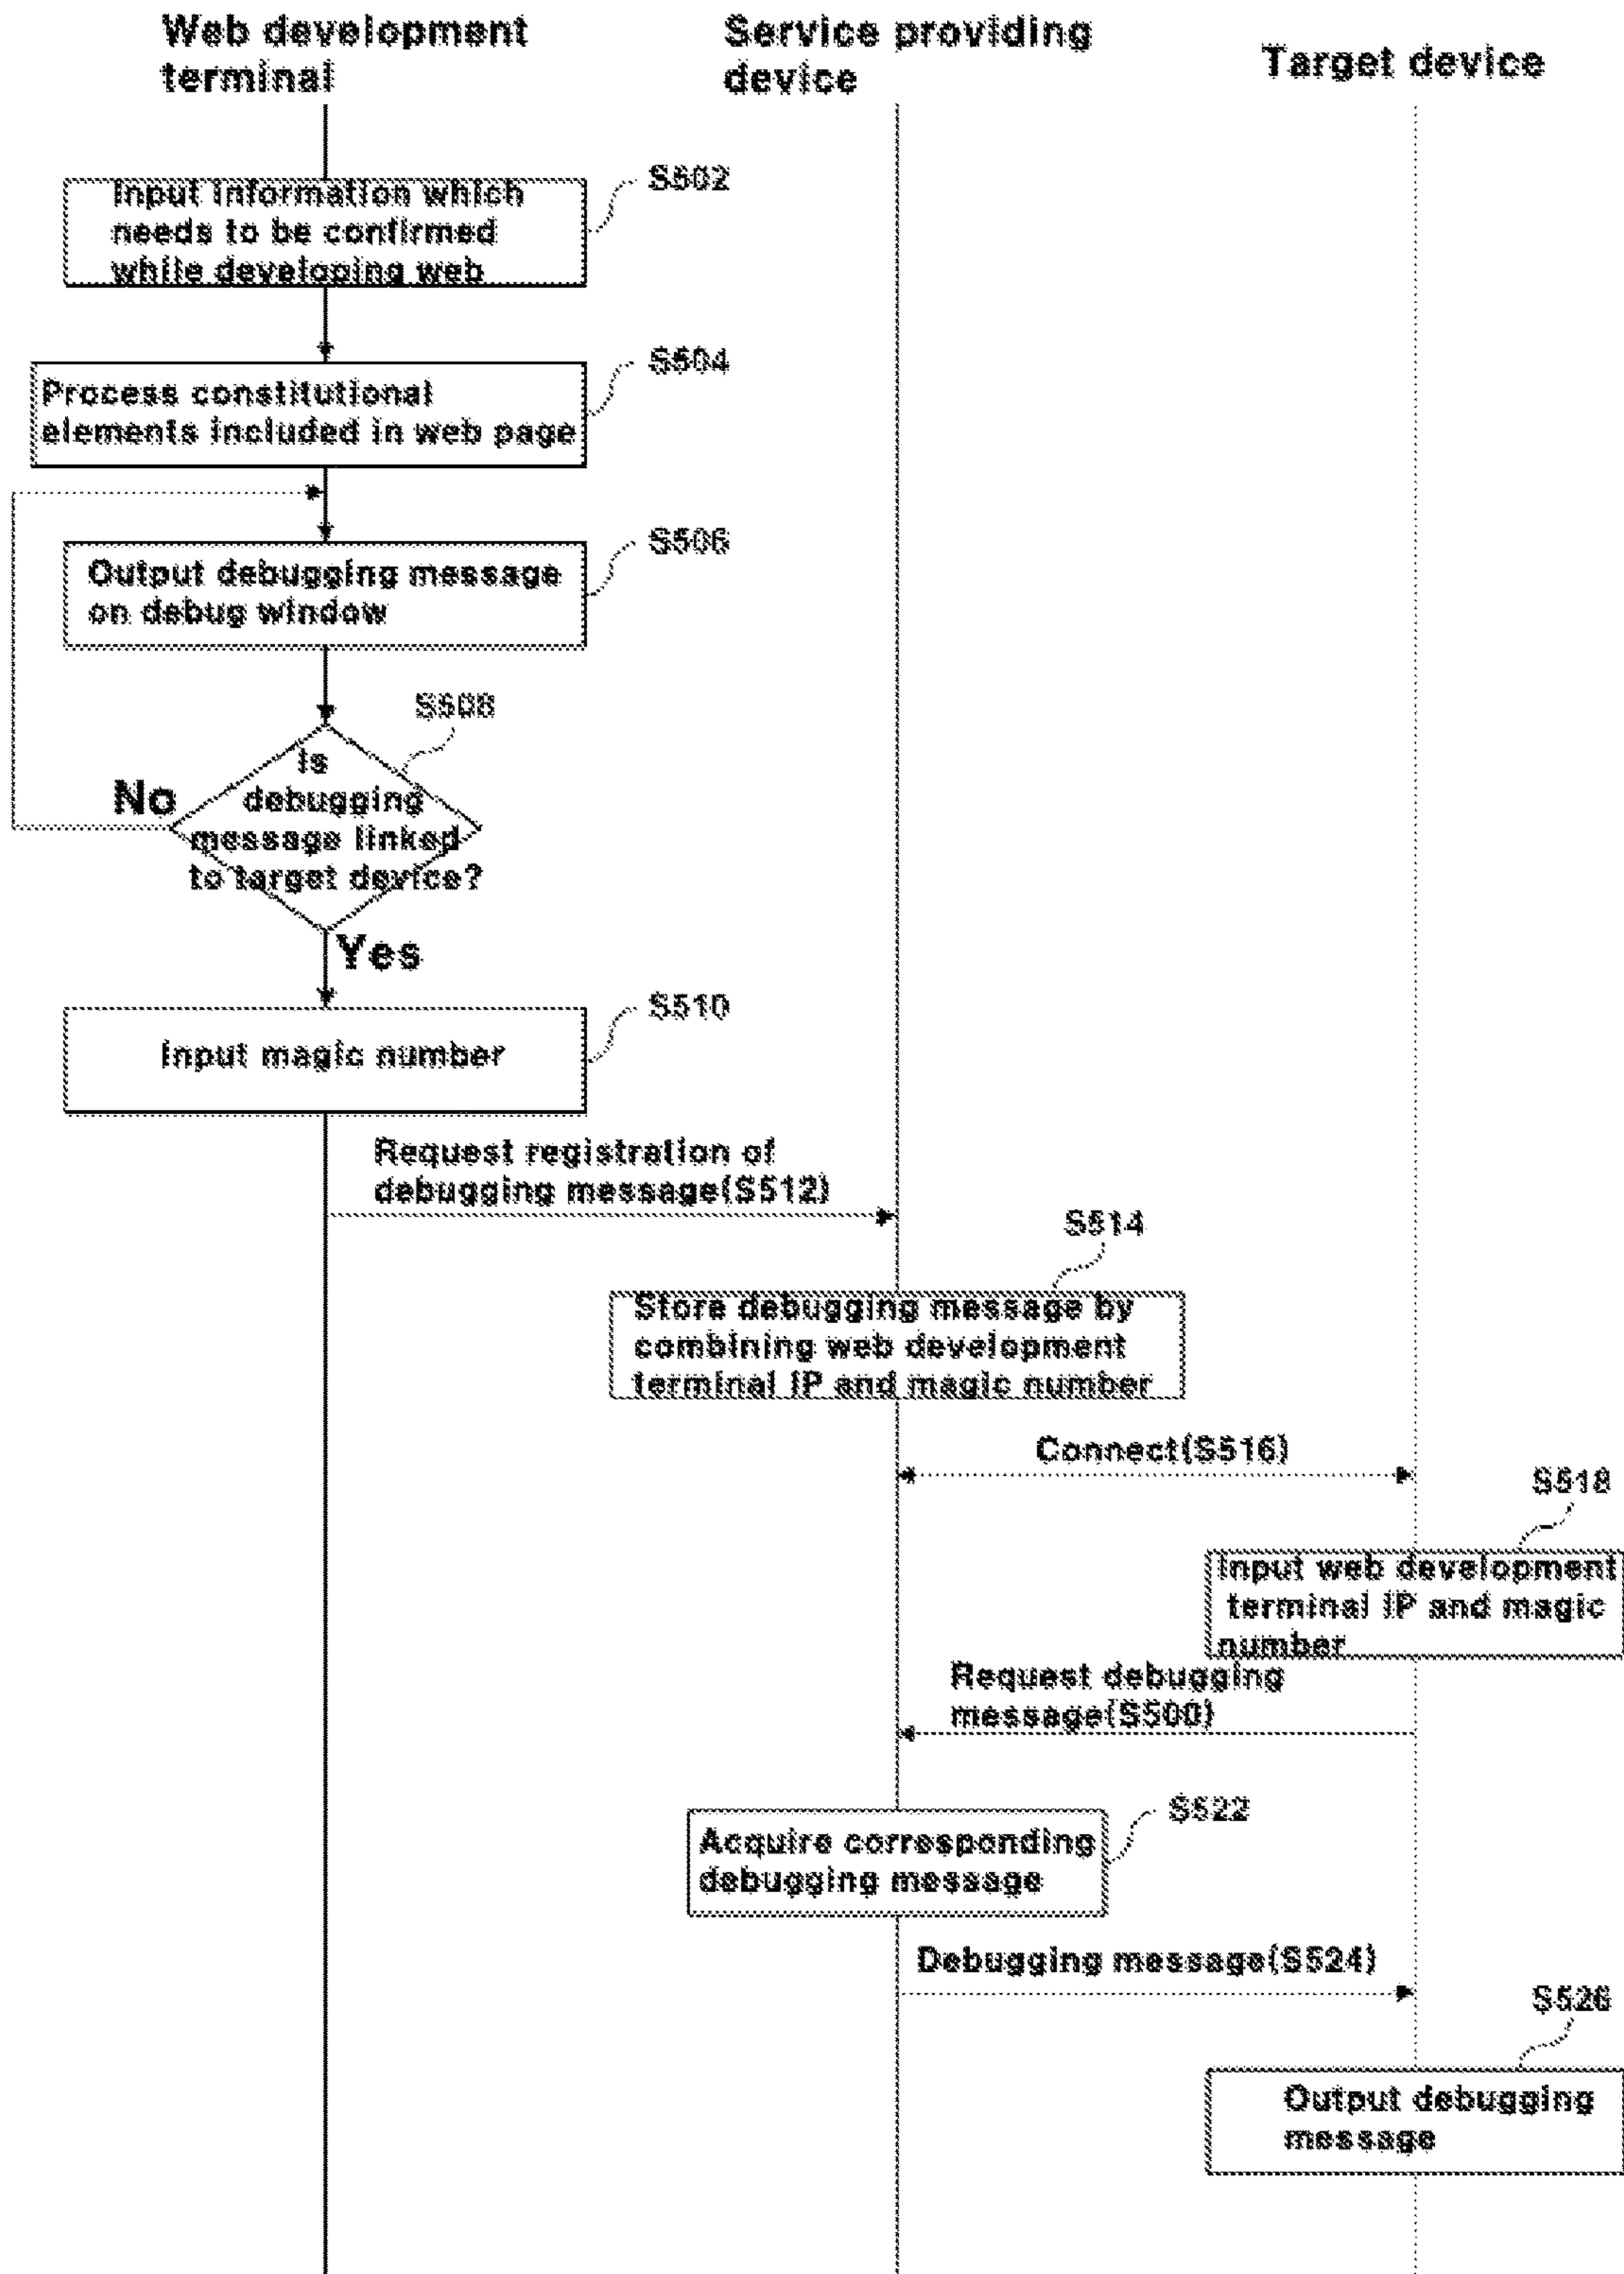 Web development
terminal
Service providing
device
Target device
S502
Input information which
needs to be confirmed
while developing web
S504
Process constitutional
elements included in web page
S506
Output debugging message
on debug window
S508
Is
debugging
message linked
to target device?
No
Yes
S510
Input magic number
Request registration of
debugging message(S512)
S514
Store debugging message by
combining web development
terminal IP and magic number
Connect(S516)
S518
Input web development
terminal IP and magic
number
Request debugging
message(S500)
S522
Acquire corresponding
debugging message
Debugging message(S524)
S526
Output debugging
message